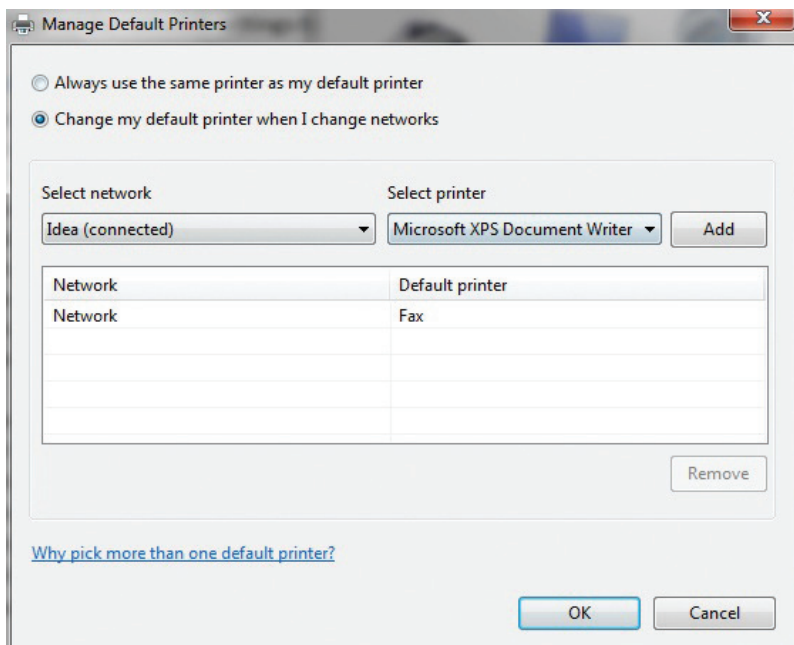 Manage Default Printers
Always use the same printer as my default printer
Change my default printer when I change networks
Select network Select printer
Idea (connected) Microsoft XPS Document Writer Add
Network Default printer
Network Fax
Remove
Why pick more than one default printer?
OK Cancel